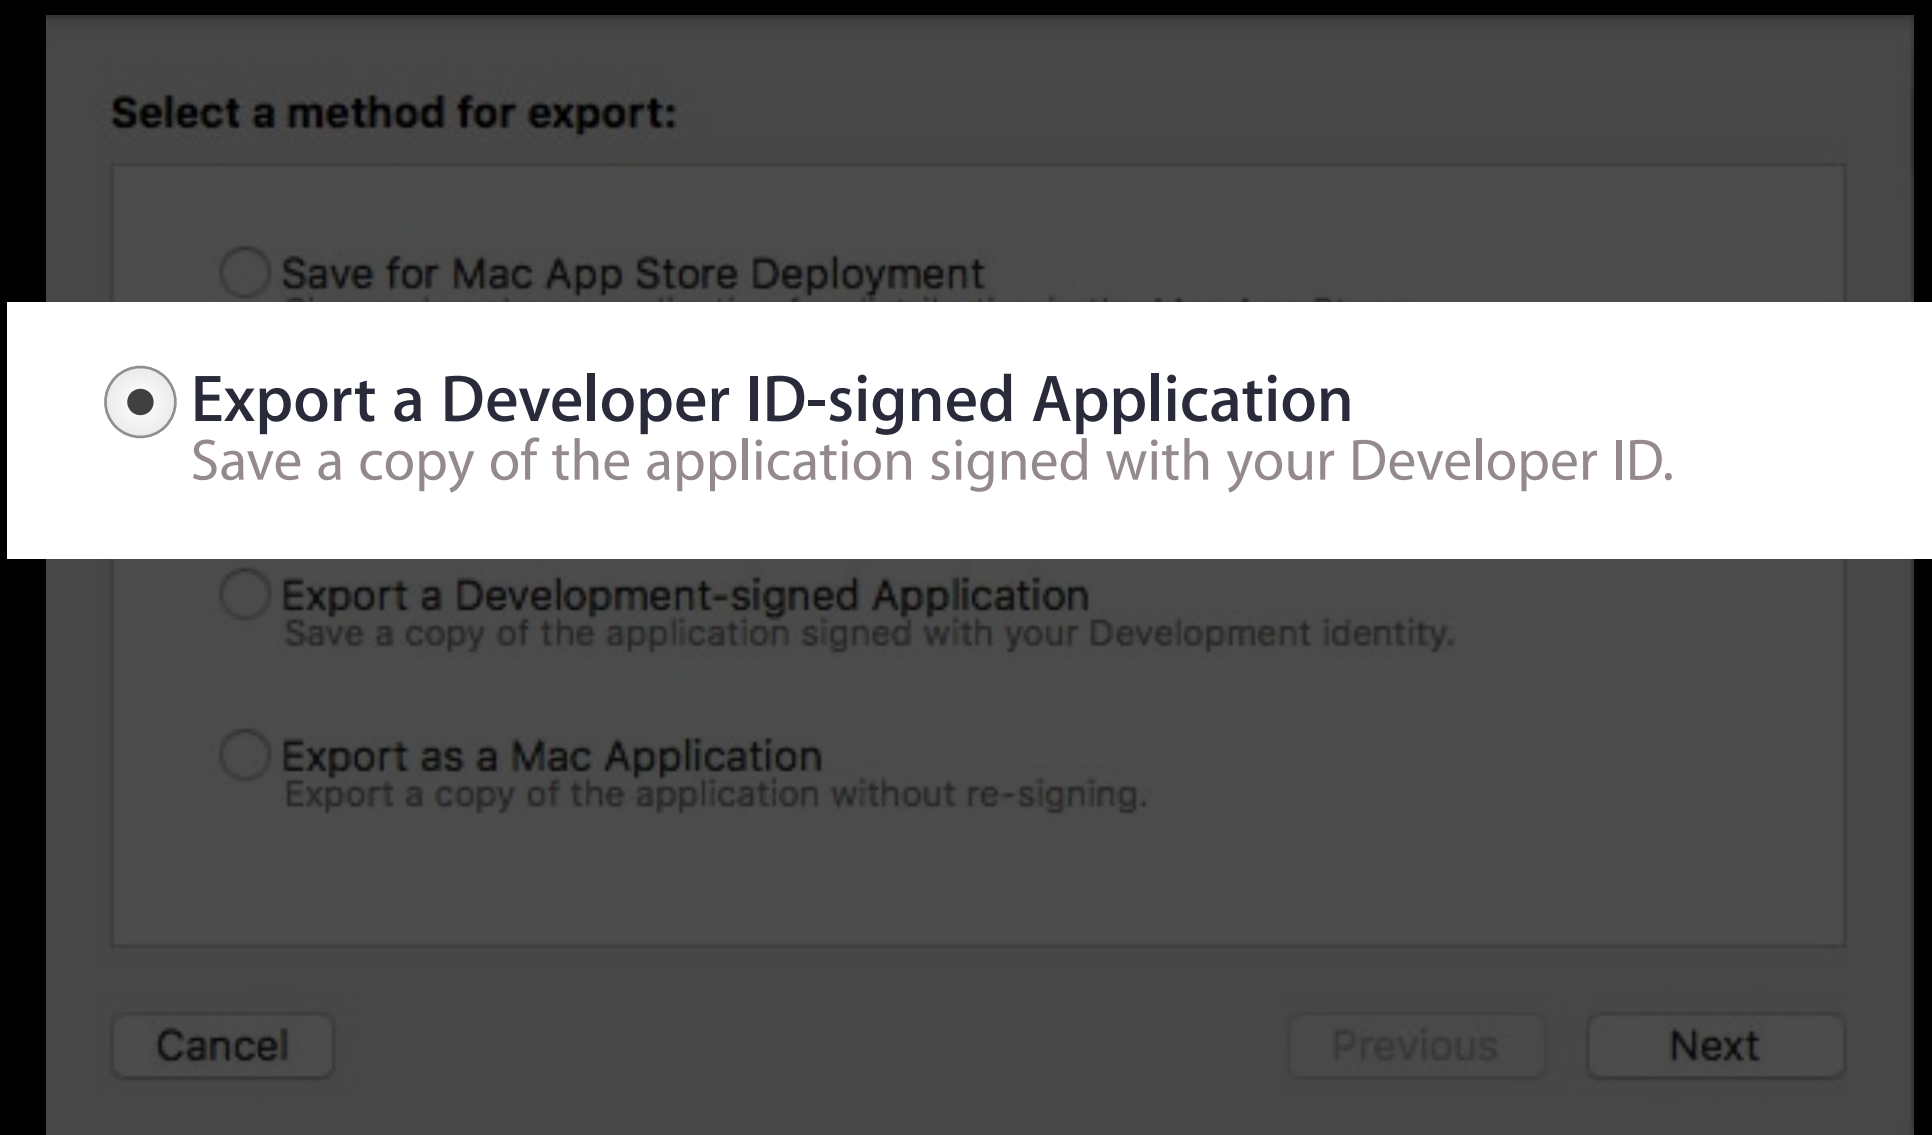 Select a method for export:
Save for Mac App Store Deployment
Export a Developer ID-signed Application
Save a copy of the application signed with your Developer ID.
Export a Development-signed Application
Save a copy of the application signed with your Development identity.
Export as a Mac Application
Export a copy of the application without re-signing.
Cancel
Previous
Next